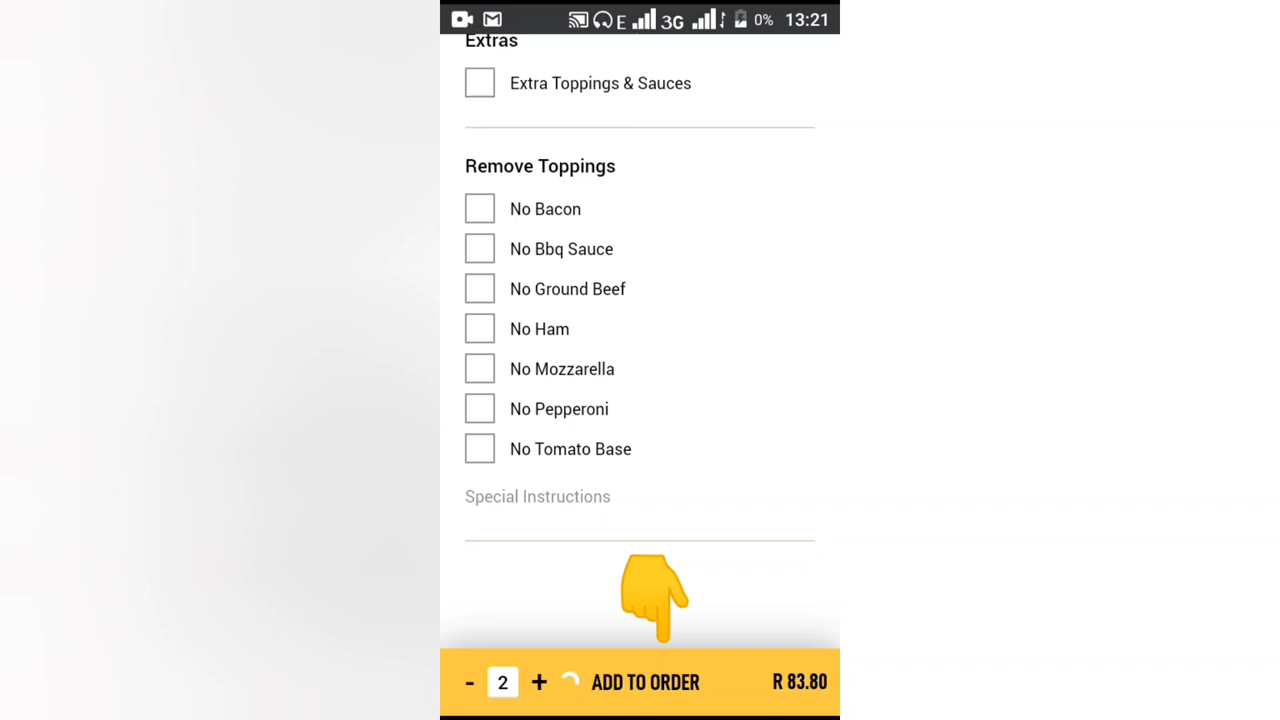 E 3G 0% 13:21
Extras
Extra Toppings & Sauces
Remove Toppings
No Bacon
No Bbq Sauce
No Ground Beef
No Ham
No Mozzarella
No Pepperoni
No Tomato Base
Special Instructions
- 2 + ADD TO ORDER R 83.80